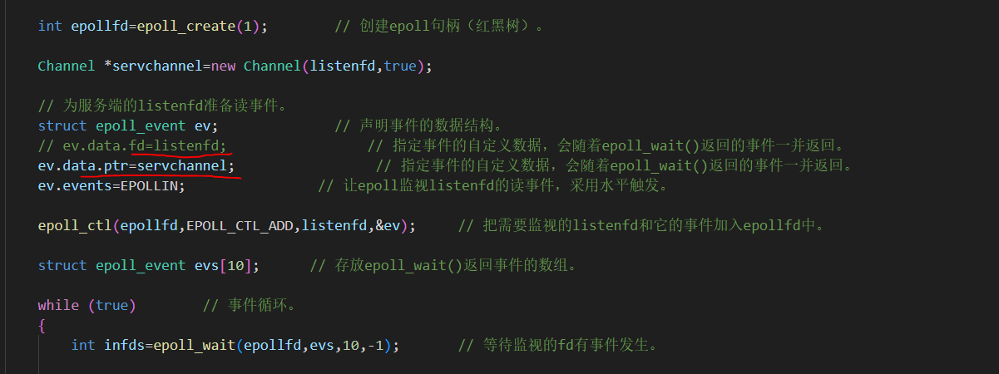 int epollfd=epoll_create(1);        // 创建epoll句柄（红黑树）。
Channel *servchannel=new Channel(listenfd,true);
// 为服务端的listenfd准备读事件。
struct epoll_event ev;              // 声明事件的数据结构。
// ev.data.fd=listenfd;                 // 指定事件的自定义数据，会随着epoll_wait()返回的事件一并返回。
ev.data.ptr=servchannel;                 // 指定事件的自定义数据，会随着epoll_wait()返回的事件一并返回。
ev.events=EPOLLIN;                // 让epoll监视listenfd的读事件，采用水平触发。
epoll_ctl(epollfd,EPOLL_CTL_ADD,listenfd,&ev);     // 把需要监视的listenfd和它的事件加入epollfd中。
struct epoll_event evs[10];      // 存放epoll_wait()返回事件的数组。
while (true)        // 事件循环。
{
int infds=epoll_wait(epollfd,evs,10,-1);       // 等待监视的fd有事件发生。